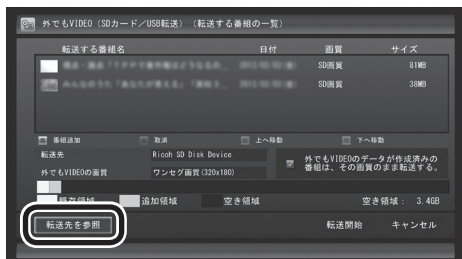 外でもVIDEO（SDカード／USB転送）（転送する番組の一覧）
転送する番組名 日付 画質 サイズ
SD画質 81MB
SD画質 38MB
番組追加 取消 上へ移動 下へ移動
転送先 Ricoh SD Disk Device
外でもVIDEOの画質 ワンセグ画質(320x180)
外でもVIDEOのデータが作成済みの
番組は、その画質のまま転送する。
既存領域 追加領域 空き領域 空き領域： 3.4GB
転送先を参照 転送開始 キャンセル